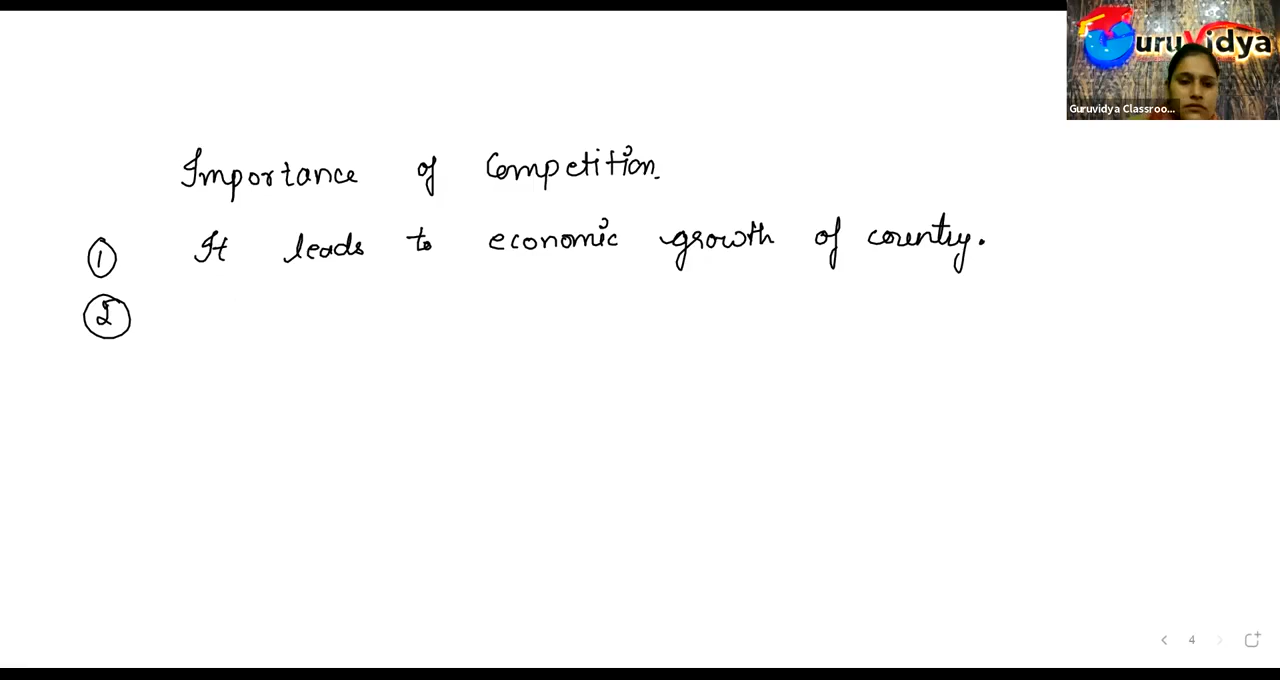 GuruVidya
Guruvidya Classroo...
Importance of Competition.
① It leads to economic growth of country.
②
4